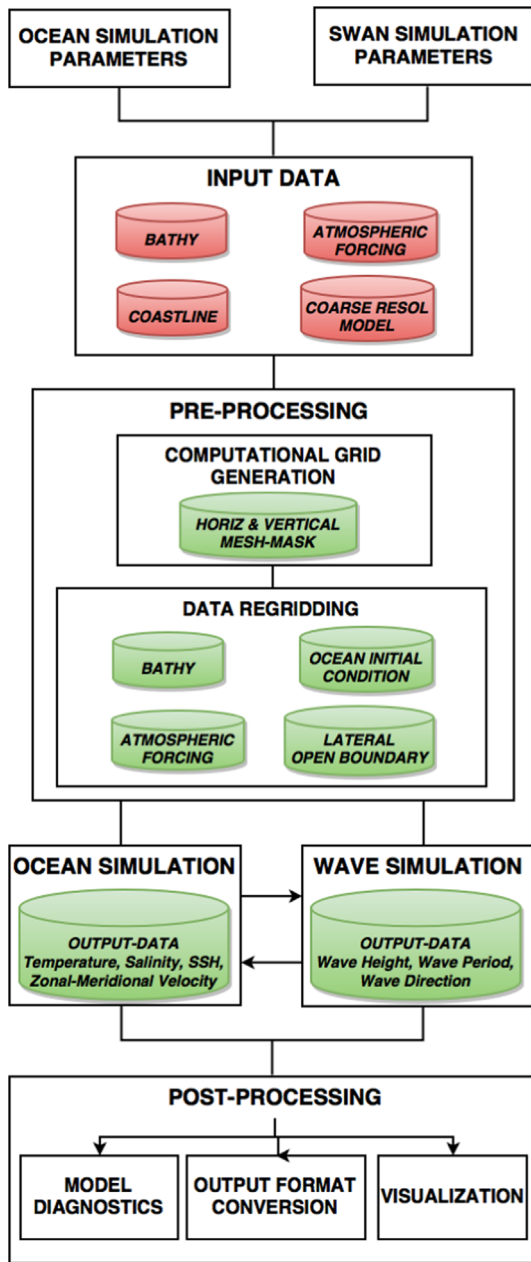 OCEAN SIMULATION
PARAMETERS
SWAN SIMULATION
PARAMETERS
INPUT DATA
BATHY
ATMOSPHERIC
FORCING
COASTLINE
COARSE RESOL
MODEL
PRE-PROCESSING
COMPUTATIONAL GRID
GENERATION
HORIZ & VERTICAL
MESH-MASK
DATA REGRIDDING
BATHY
OCEAN INITIAL
CONDITION
ATMOSPHERIC
FORCING
LATERAL
OPEN BOUNDARY
OCEAN SIMULATION
OUTPUT-DATA
Temperature, Salinity, SSH,
Zonal-Meridional Velocity
WAVE SIMULATION
OUTPUT-DATA
Wave Height, Wave Period,
Wave Direction
POST-PROCESSING
MODEL
DIAGNOSTICS
OUTPUT FORMAT
CONVERSION
VISUALIZATION